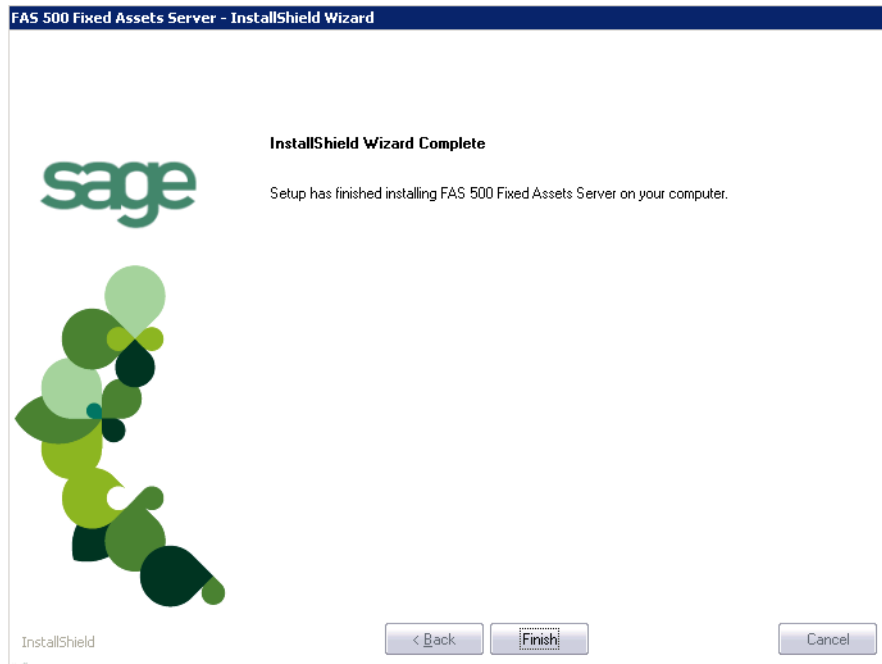 FAS 500 Fixed Assets Server - InstallShield Wizard
InstallShield Wizard Complete
sage
Setup has finished installing FAS 500 Fixed Assets Server on your computer.
InstallShield
< Back
Finish
Cancel